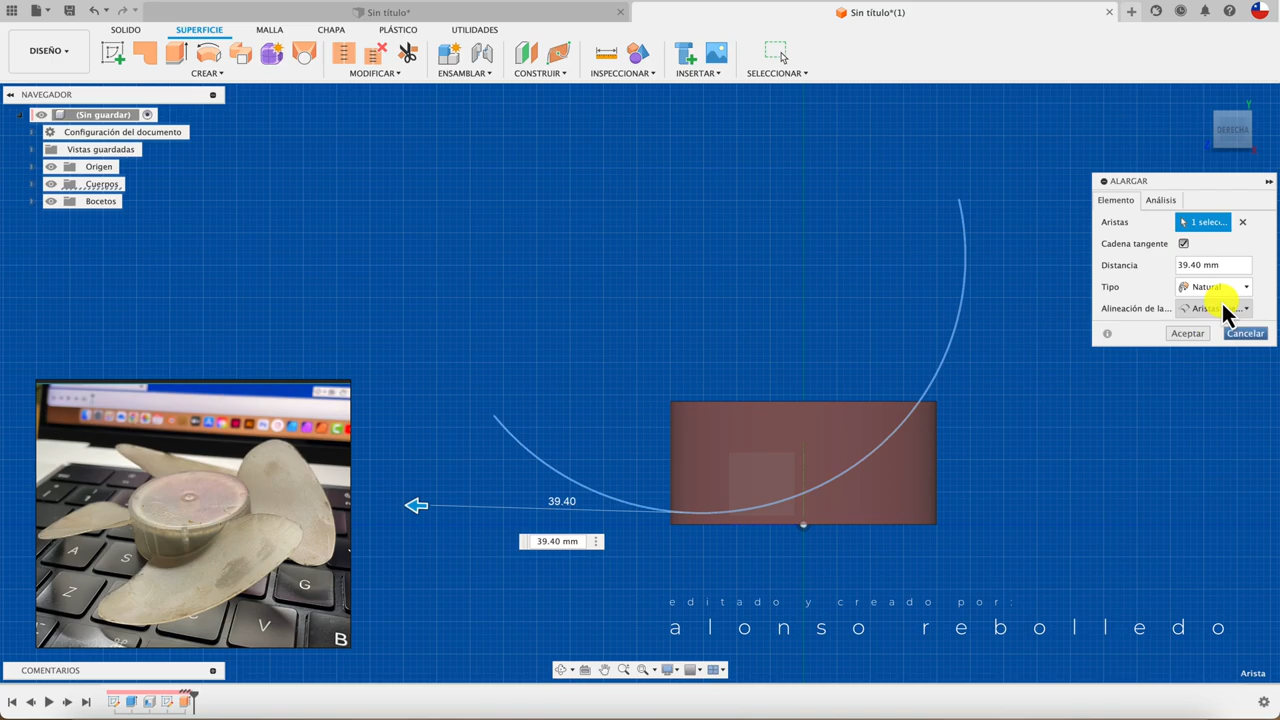 Sin título*
Sin título*(1)
SOLIDO
SUPERFICIE
MALLA
CHAPA
PLÁSTICO
UTILIDADES
DISEÑO
CREAR
MODIFICAR
ENSAMBLAR
CONSTRUIR
INSPECCIONAR
INSERTAR
SELECCIONAR
NAVEGADOR
(Sin guardar)
Configuración del documento
Vistas guardadas
Origen
Cuerpos
Bocetos
Y
DERECHA
ALARGAR
Elemento
Análisis
Aristas
1 selec...
Cadena tangente
Distancia
39.40 mm
Tipo
Natural
Alineación de la...
Aceptar
Cancelar
39.40
39.40 mm
Z
S
G
V
B
editado y creado por:
alonso rebolledo
COMENTARIOS
Arista